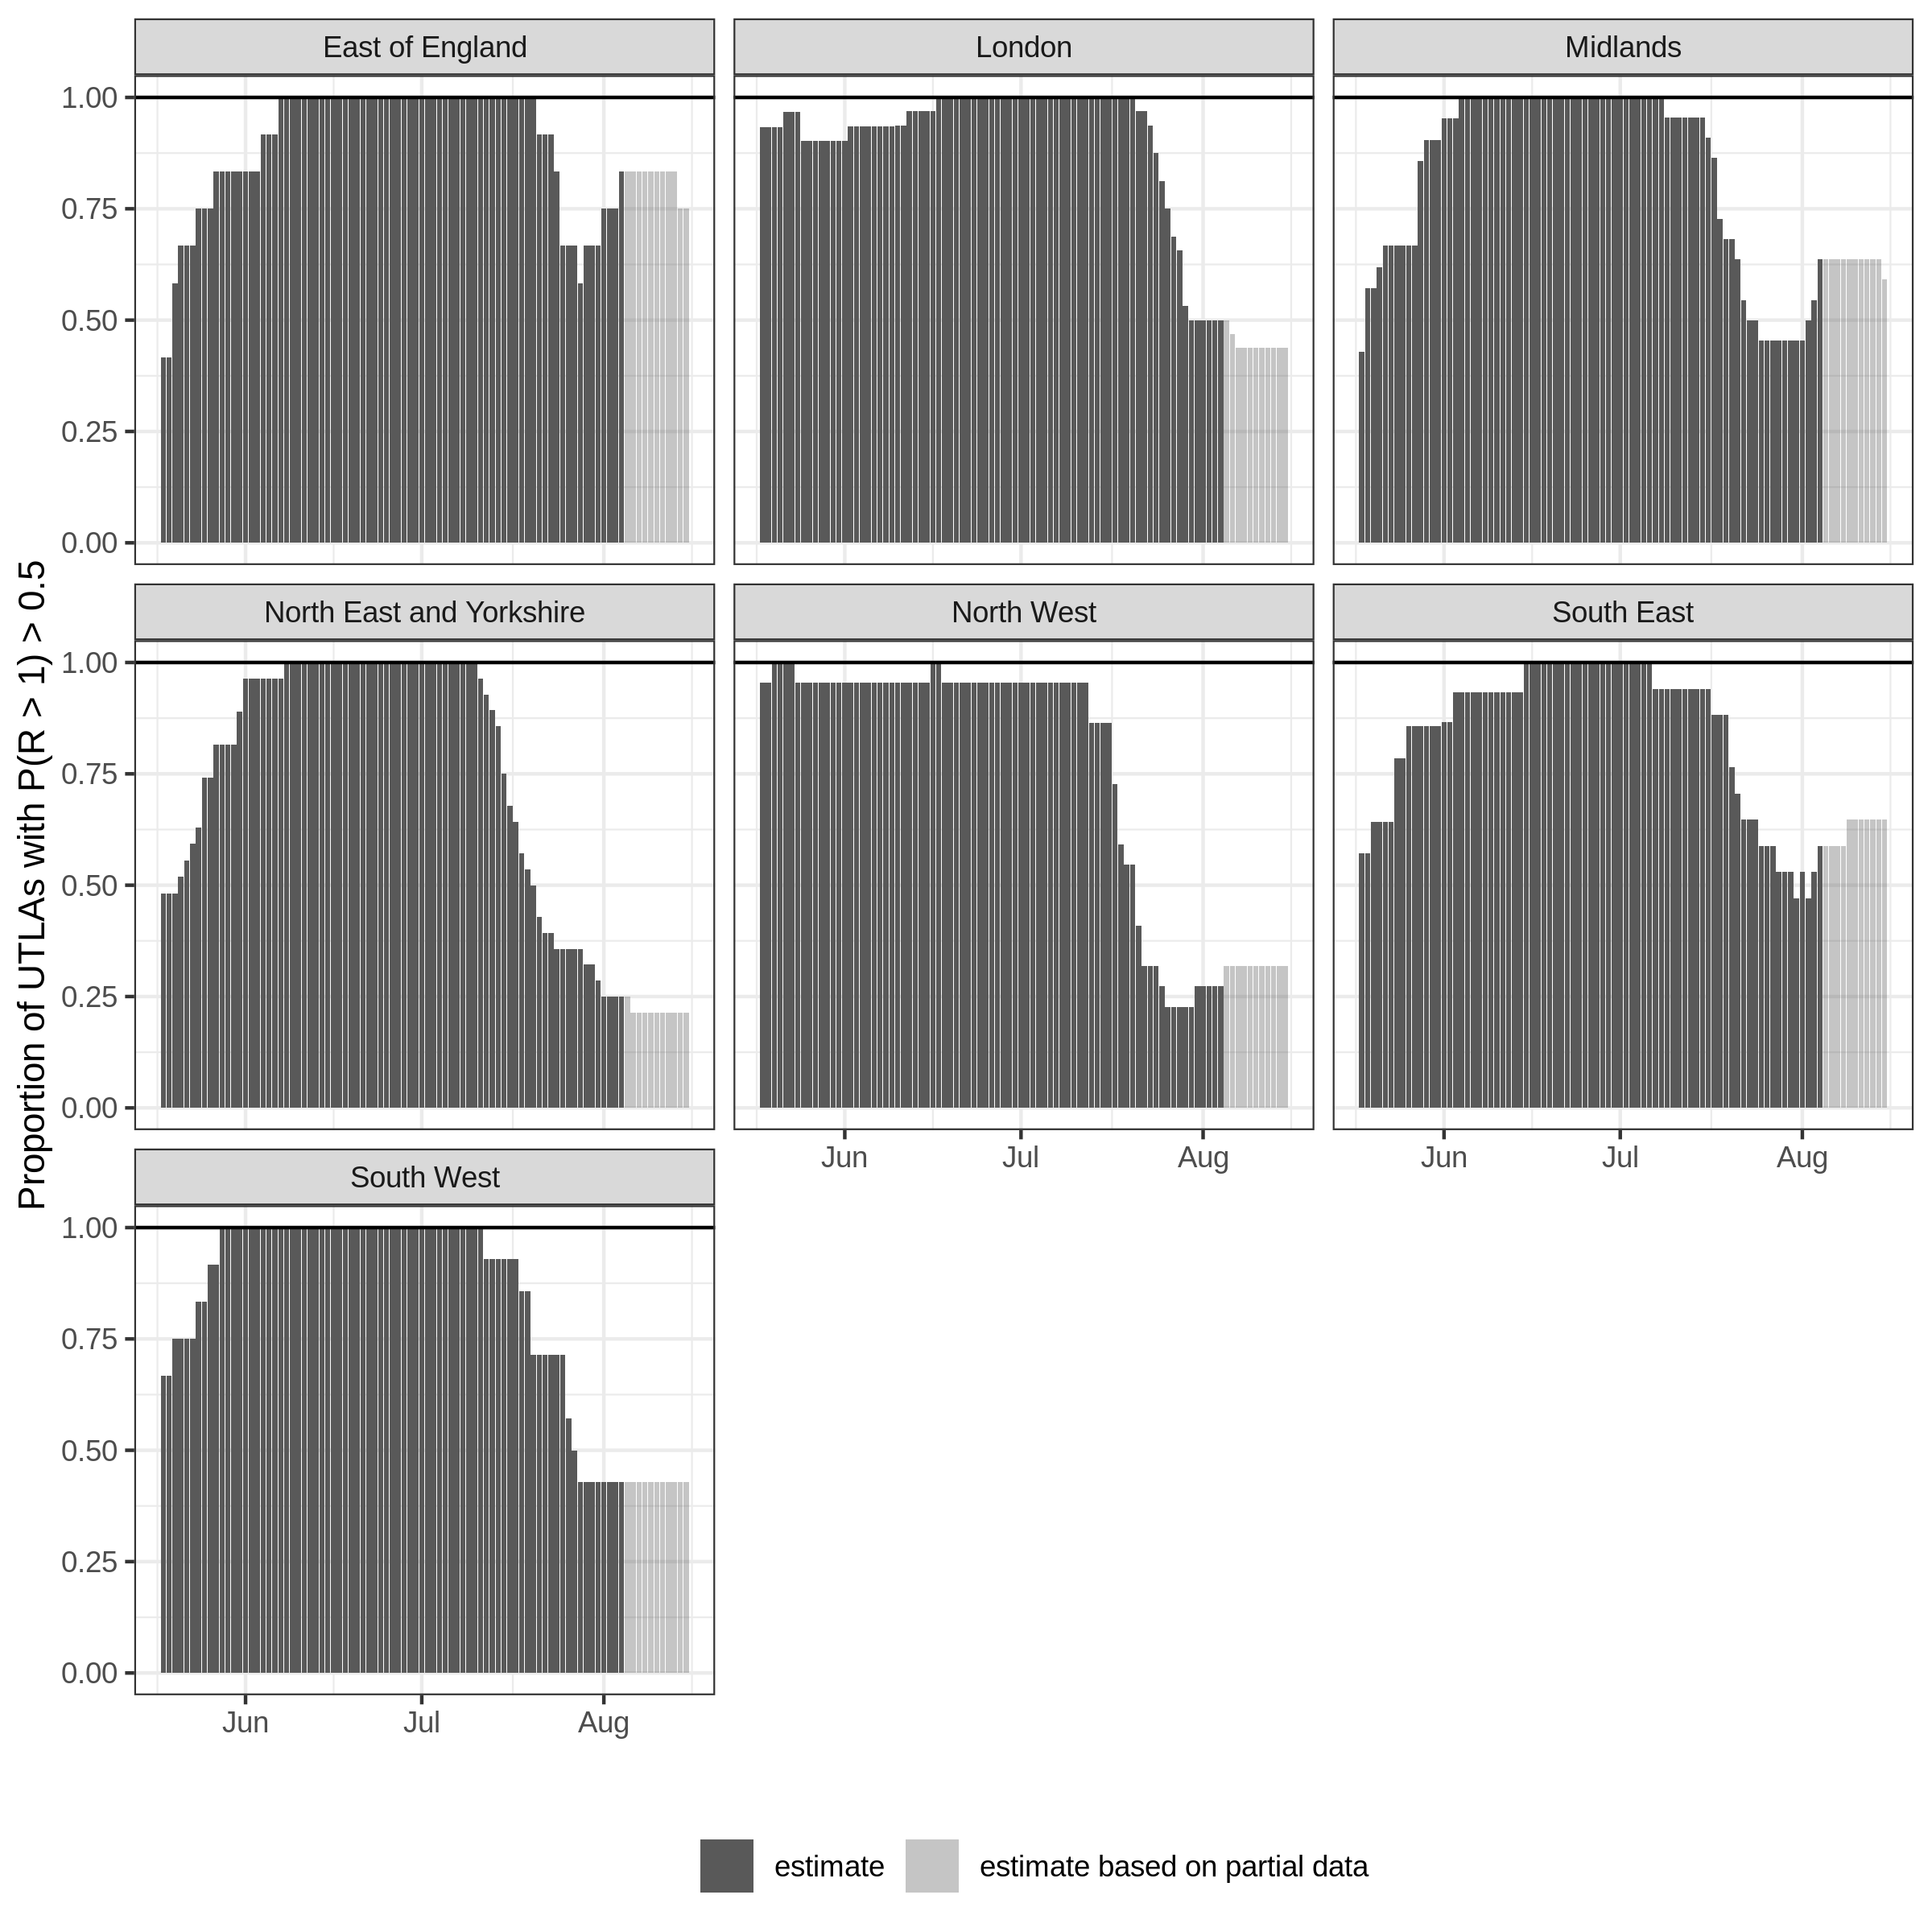 East of England
London
Midlands
1.00
0.75
0.50
0.25
0.00
North East and Yorkshire
North West
South East
Proportion of UTLAs with P(R > 1) > 0.5
1.00
0.75
0.50
0.25
0.00
Jun
Jul
Aug
Jun
Jul
Aug
South West
1.00
0.75
0.50
0.25
0.00
Jun
Jul
Aug
estimate
estimate based on partial data